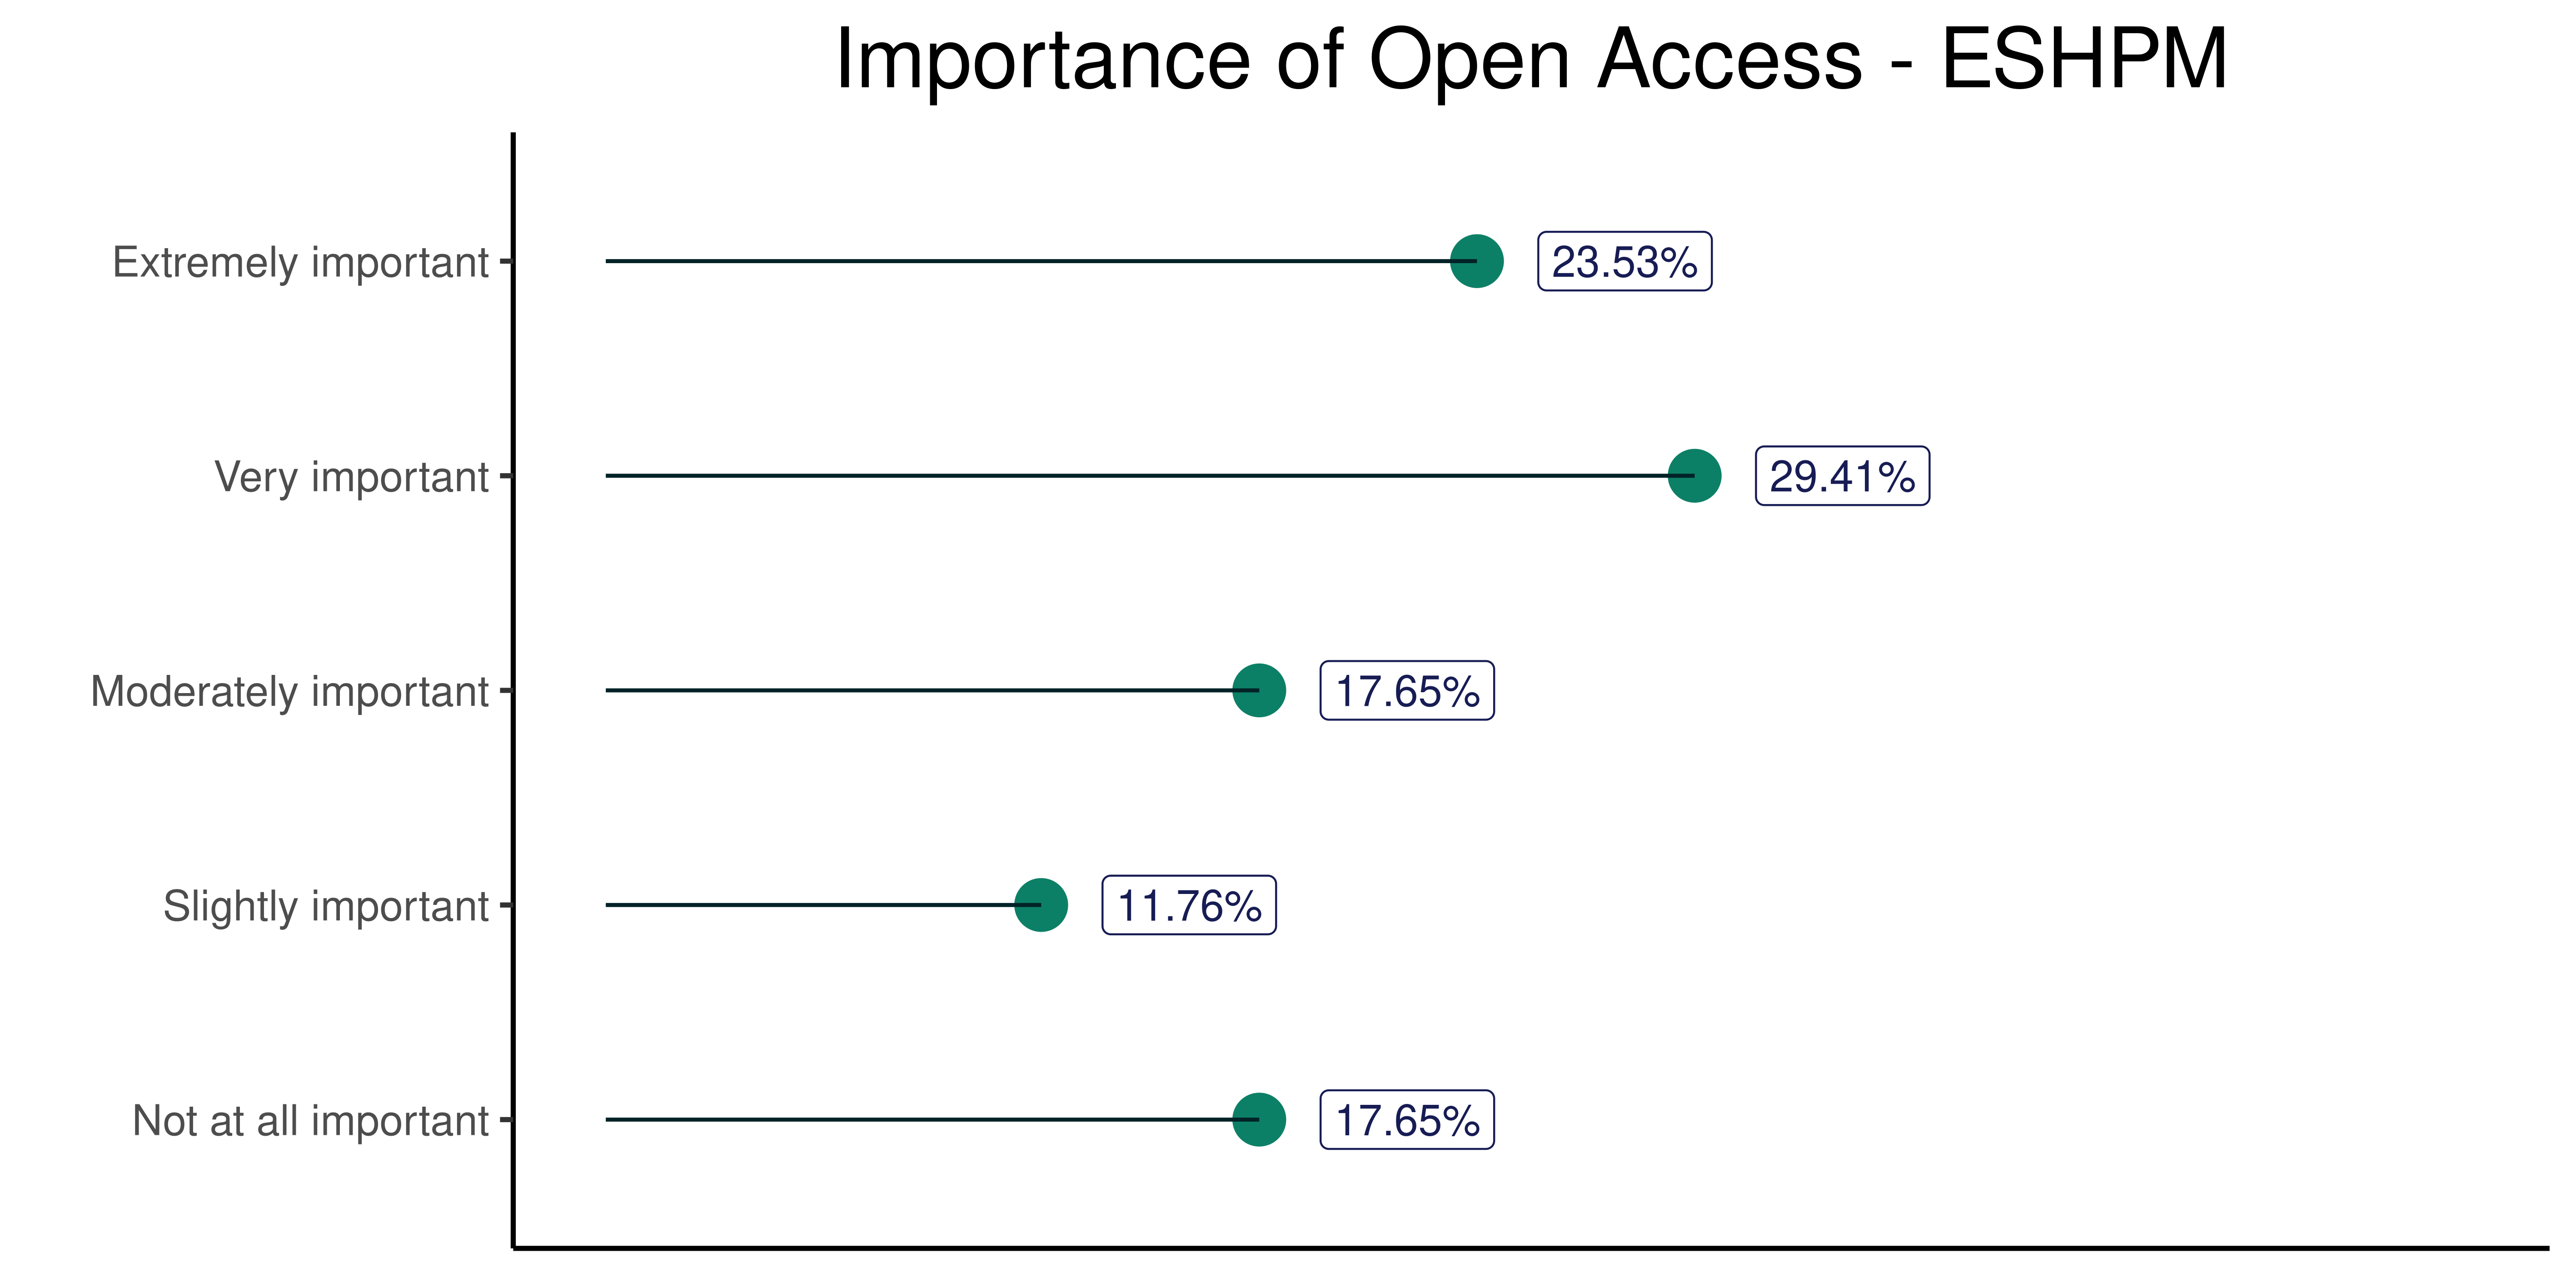 Importance of Open Access - ESHPM
Extremely important 23.53%
Very important 29.41%
Moderately important 17.65%
Slightly important 11.76%
Not at all important 17.65%